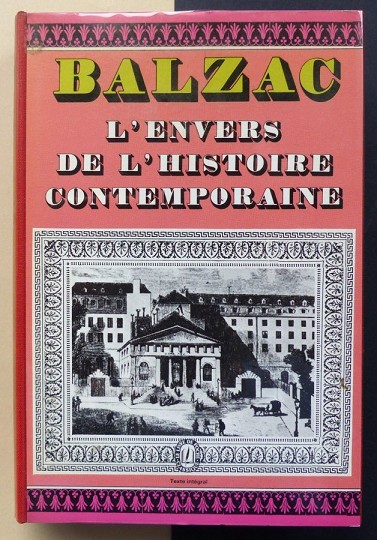 BALZAC
L'ENVERS
DE L'HISTOIRE
CONTEMPORAINE
Texte intégral